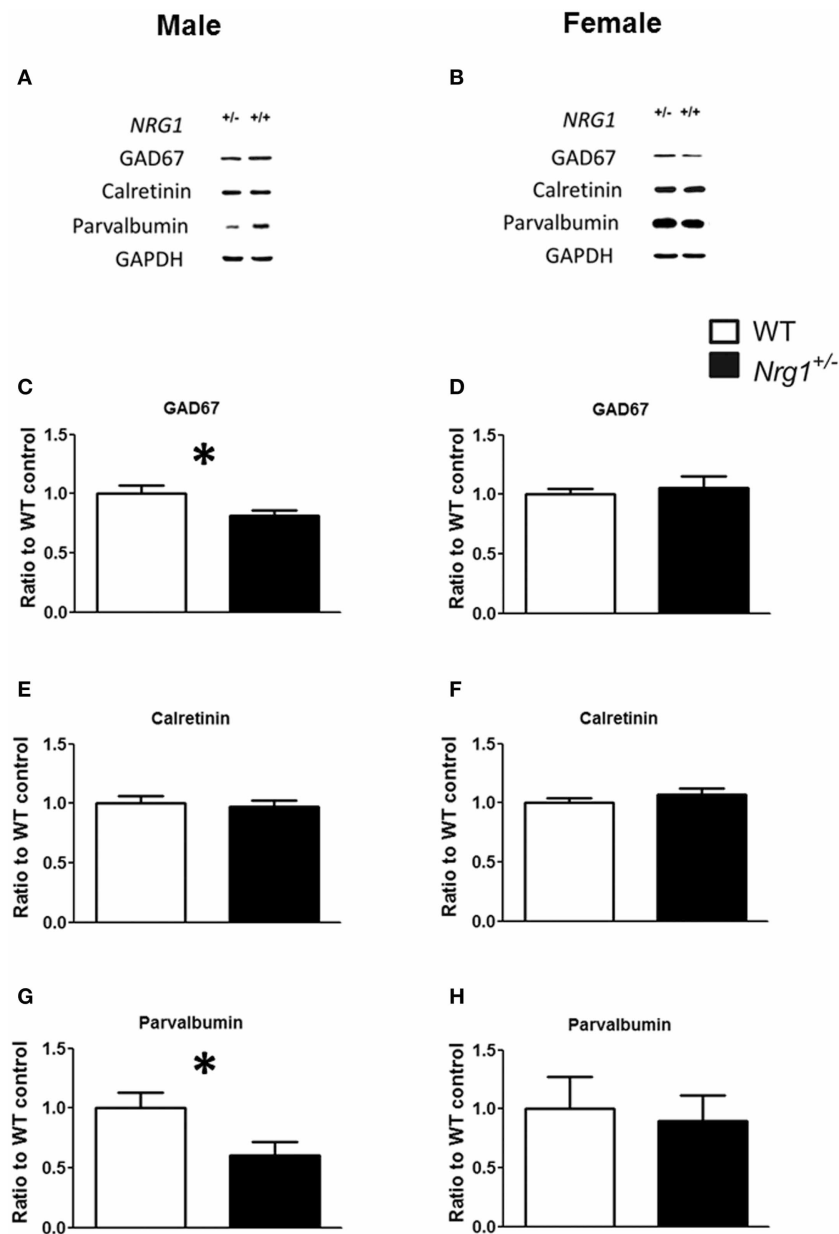 Male
Female
A
B
NRG1 +/- +/+
GAD67
Calretinin
Parvalbumin
GAPDH
NRG1 +/- +/+
GAD67
Calretinin
Parvalbumin
GAPDH
WT
Nrg1+/-
C
GAD67
Ratio to WT control
1.5
1.0
0.5
0.0
*
D
GAD67
Ratio to WT control
1.5
1.0
0.5
0.0
E
Calretinin
Ratio to WT control
1.5
1.0
0.5
0.0
F
Calretinin
Ratio to WT control
1.5
1.0
0.5
0.0
G
Parvalbumin
Ratio to WT control
1.5
1.0
0.5
0.0
*
H
Parvalbumin
Ratio to WT control
1.5
1.0
0.5
0.0